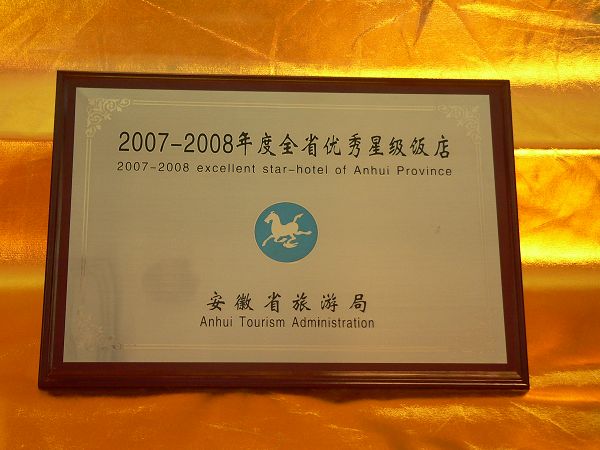 2007-2008年度全省优秀星级饭店
2007-2008 excellent star-hotel of Anhui Province
安徽省旅游局
Anhui Tourism Administration